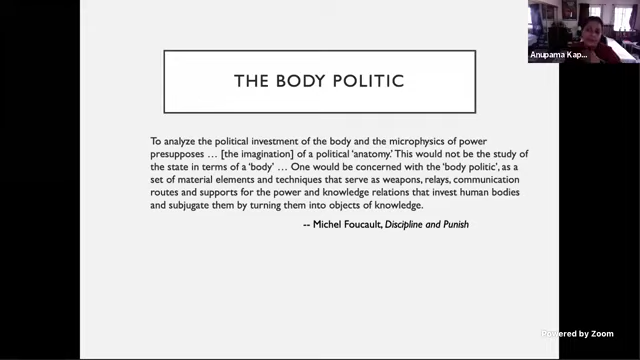 Anupama Kap...
THE BODY POLITIC
To analyze the political investment of the body and the microphysics of power
presupposes ... [the imagination] of a political 'anatomy.' This would not be the study of
the state in terms of a 'body' ... One would be concerned with the 'body politic', as a
set of material elements and techniques that serve as weapons, relays, communication
routes and supports for the power and knowledge relations that invest human bodies
and subjugate them by turning them into objects of knowledge.
-- Michel Foucault, Discipline and Punish
Powered by Zoom